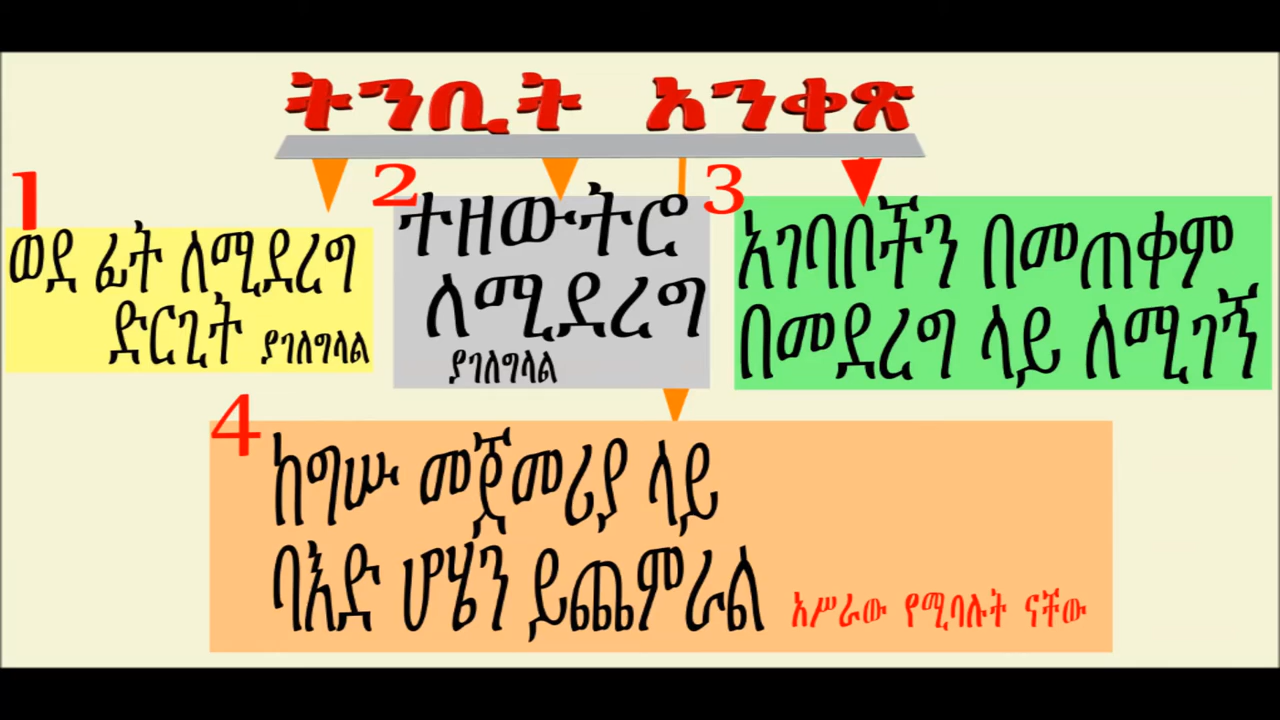 ትንቢት አንቀጽ
1
ወደ ፊት ለሚደረግ
ድርጊት ያገለግላል
2
ተዘውትሮ
ለሚደረግ
ያገለግላል
3
አገባቦችን በመጠቀም
በመደረግ ላይ ለሚገኝ
4
ከግሡ መጀመሪያ ላይ
ባእድ ሆሄን ይጨምራል አሥራው የሚባሉት ናቸው